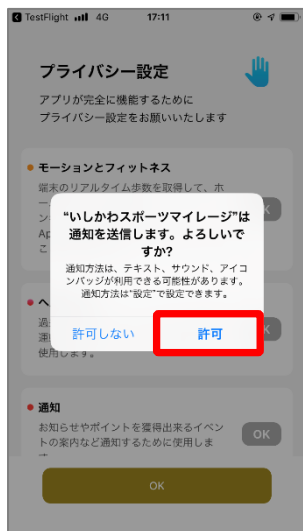 TestFlight 4G 17:11
プライバシー設定
アプリが完全に機能するために
プライバシー設定をお願いいたします
モーションとフィットネス
端末のリアルタイム歩数を取得して、ホ
"いしかわスポーツマイレージ"は
通知を送信します。よろしいで
すか?
通知方法は、テキスト、サウンド、アイコ
ンバッジが利用できる可能性があります。
通知方法は"設定"で設定できます。
許可しない
許可
使用します。
通知
お知らせやポイントを獲得出来るイベン
トの案内など通知するために使用しま
OK
OK